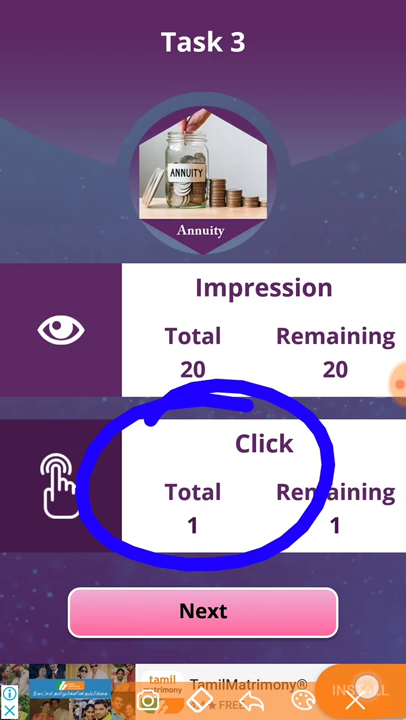 Task 3
ANNUITY
Annuity
Impression
Total Remaining
20 20
Click
Total Remaining
1 1
Next
tamil
matrimony
TamilMatrimony®
★ FREE
INSTALL